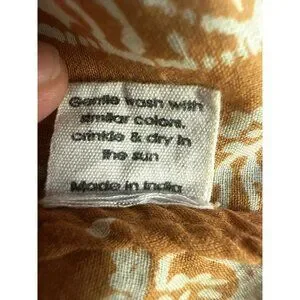 Gentle wash with
similar colors.
crinkle & dry in
the sun
Made in India